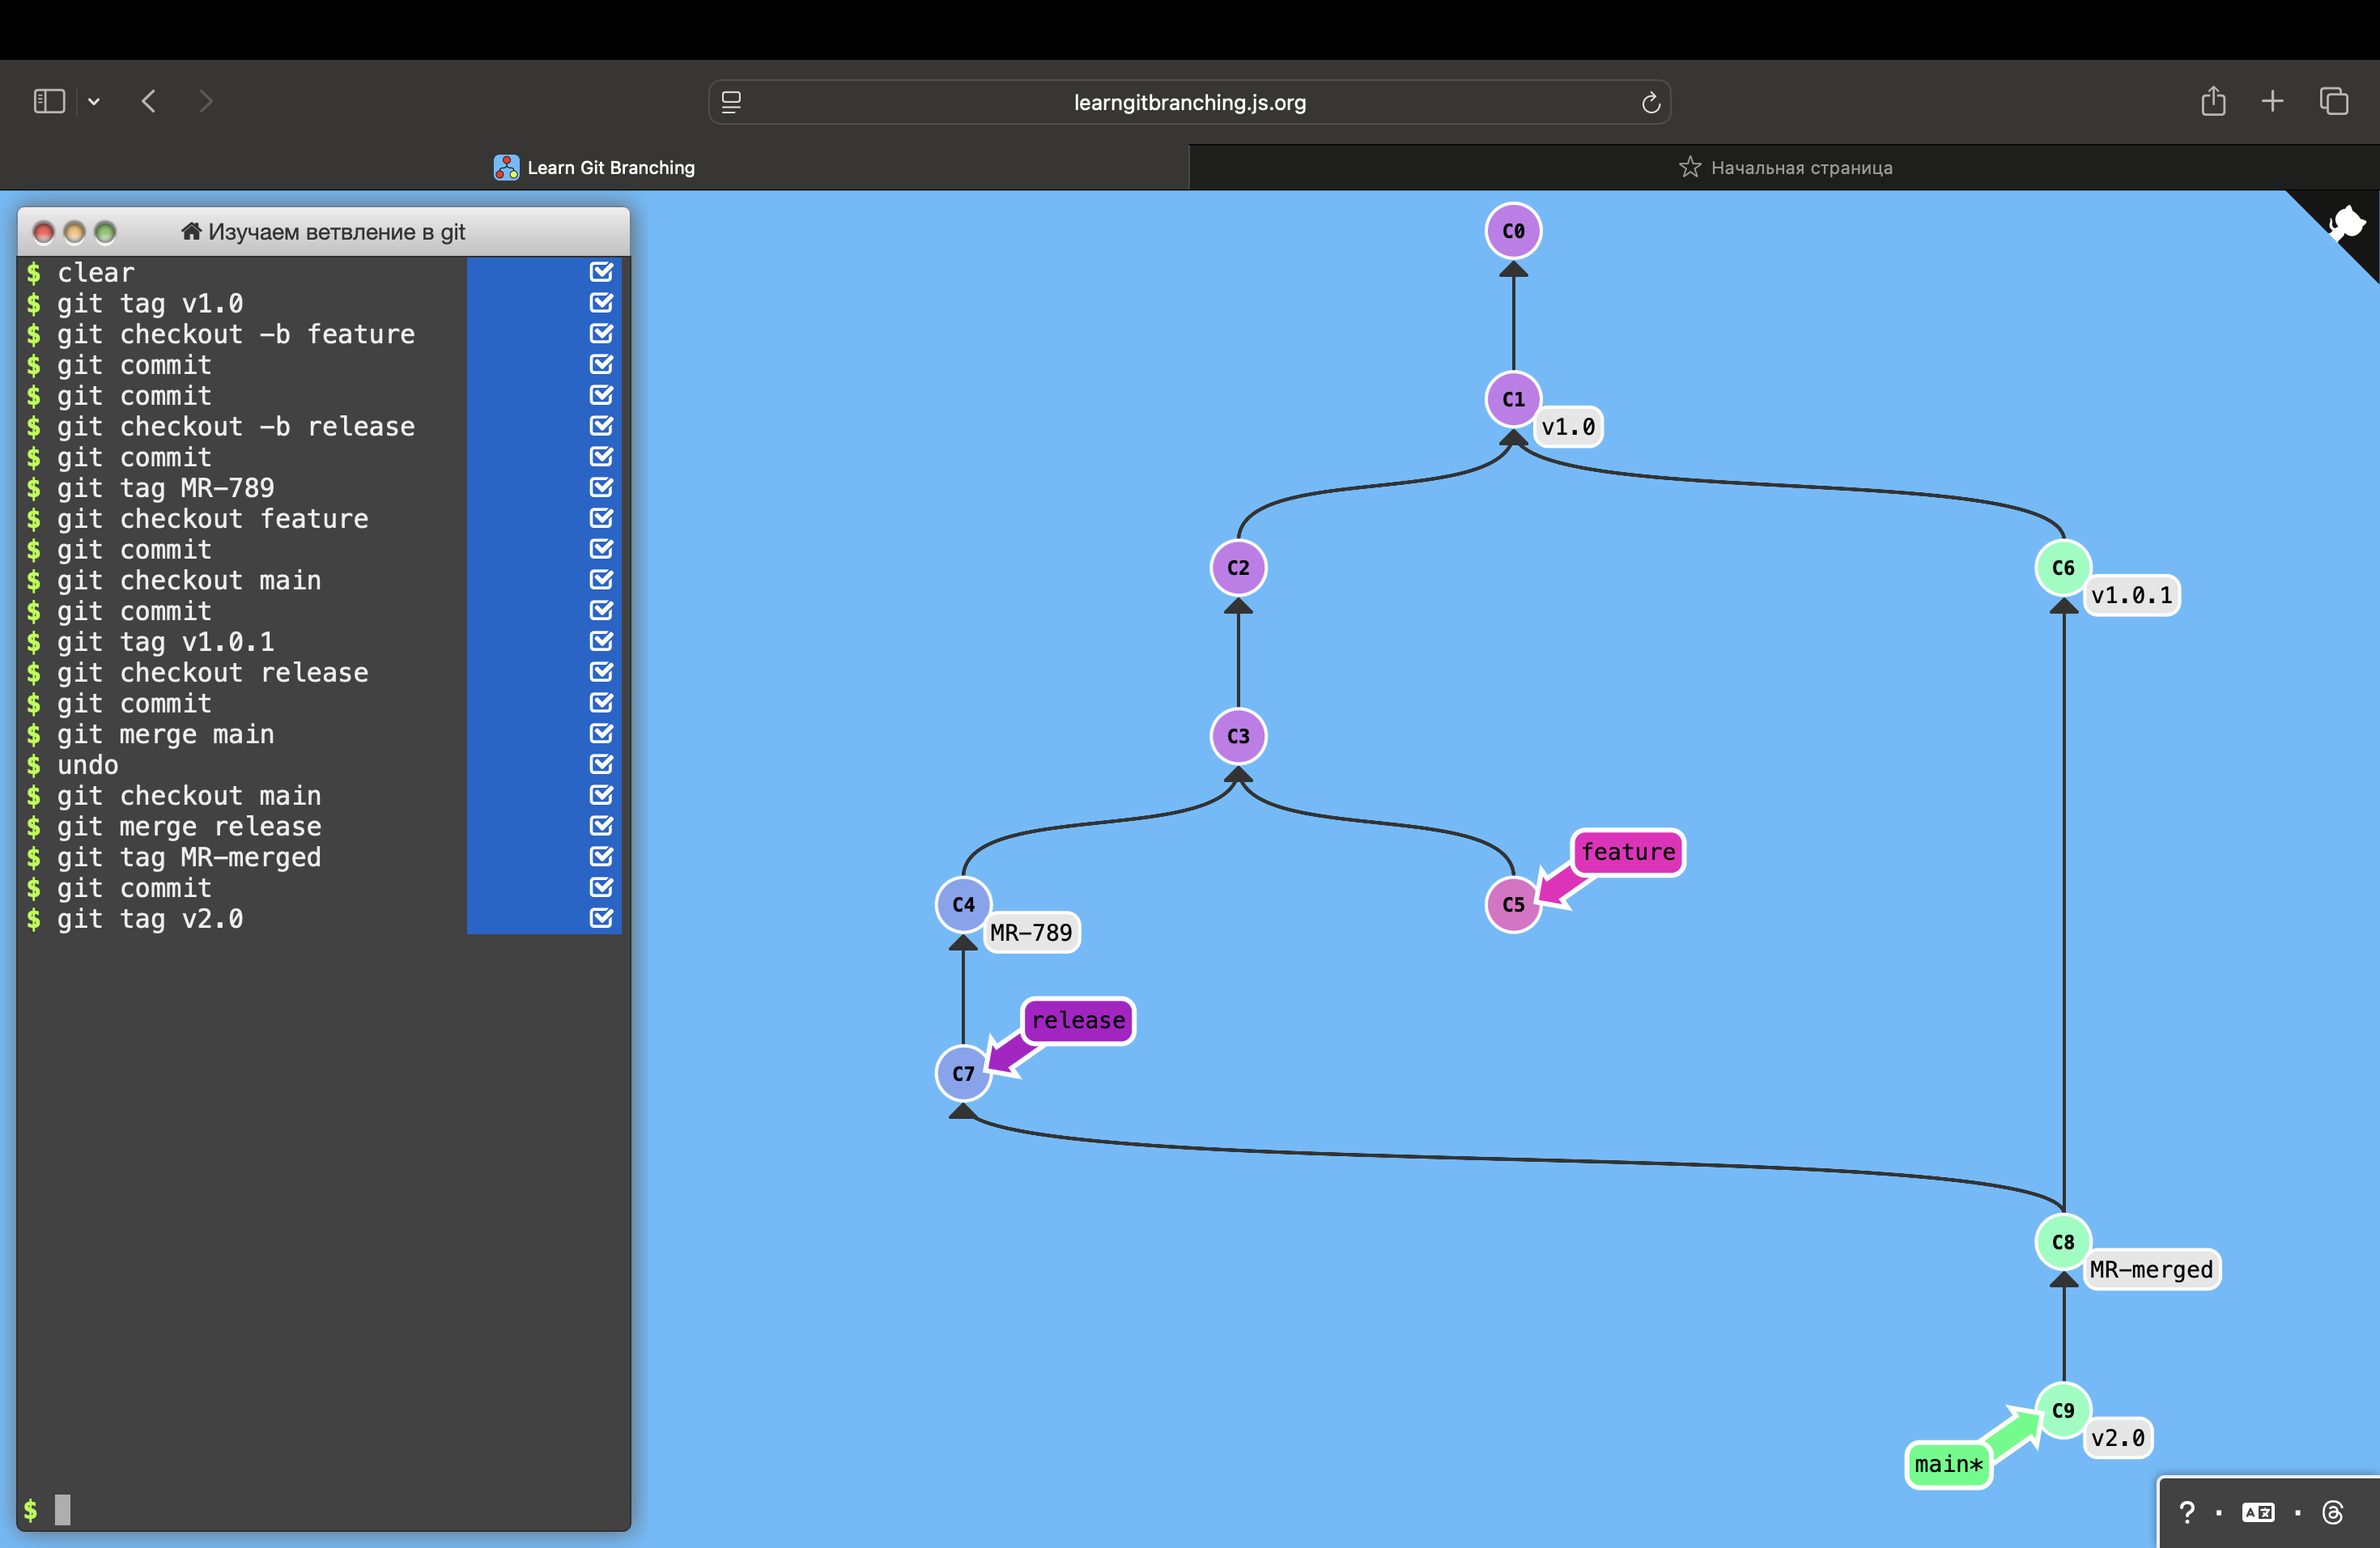 learngitbranching.js.org
Learn Git Branching
Начальная страница
Изучаем ветвление в git
$ clear
$ git tag v1.0
$ git checkout -b feature
$ git commit
$ git commit
$ git checkout -b release
$ git commit
$ git tag MR-789
$ git checkout feature
$ git commit
$ git checkout main
$ git commit
$ git tag v1.0.1
$ git checkout release
$ git commit
$ git merge main
$ undo
$ git checkout main
$ git merge release
$ git tag MR-merged
$ git commit
$ git tag v2.0
$
C0
C1
v1.0
C2
C6
v1.0.1
C3
feature
C4
MR-789
C5
release
C7
C8
MR-merged
C9
v2.0
main*
? · A文 ·